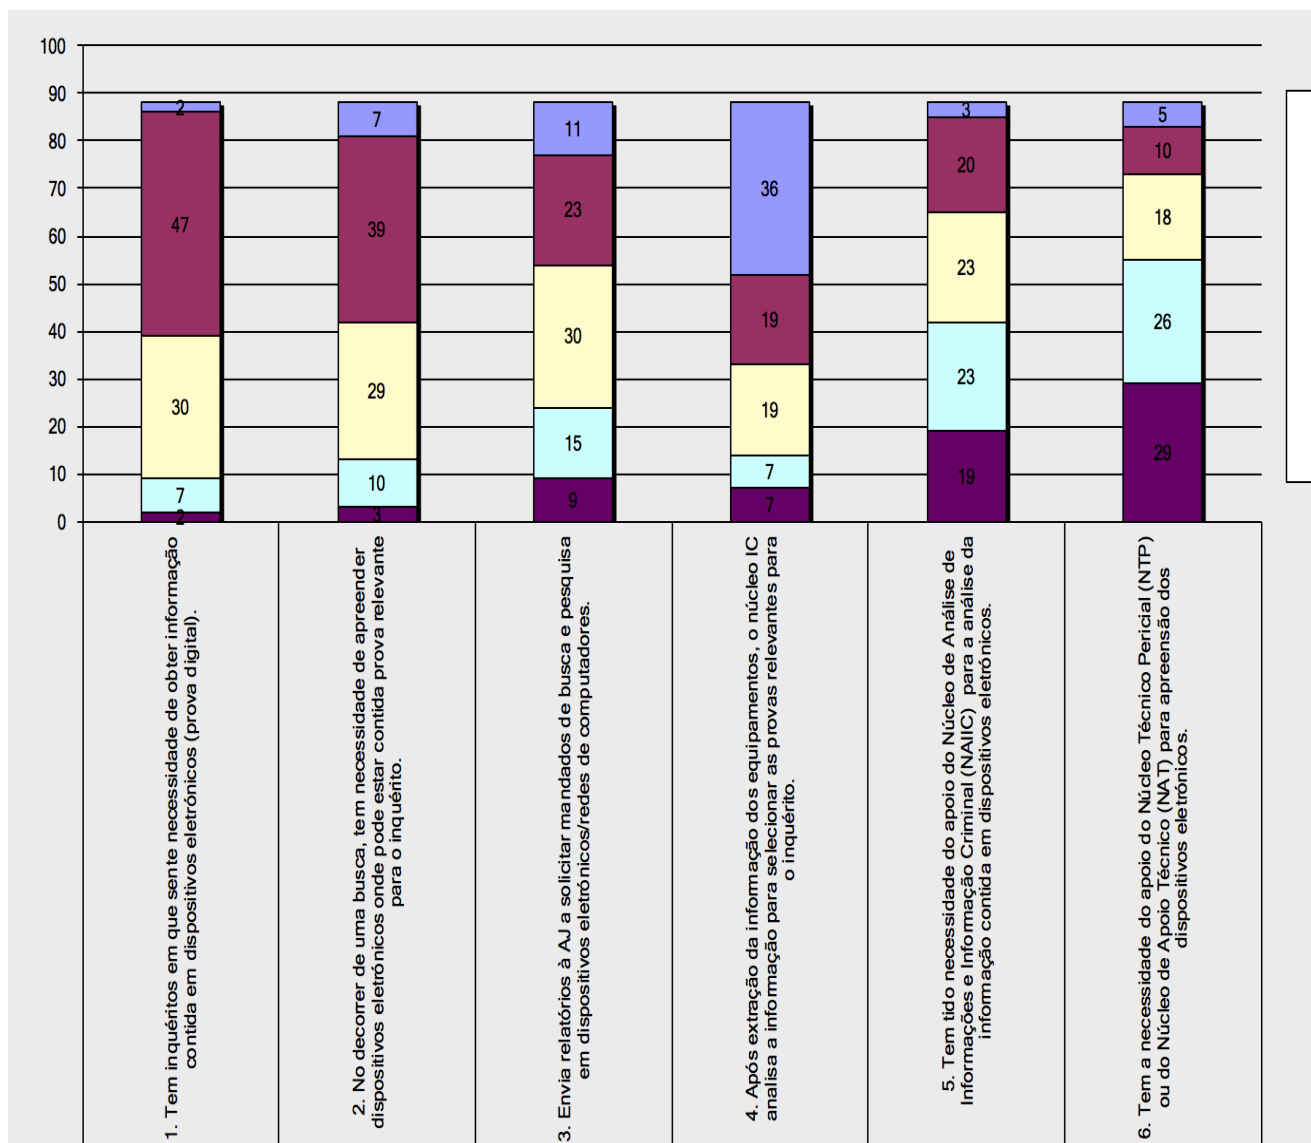 100
90
80
70
60
50
40
30
20
10
0
2
47
30
7
2
7
39
29
10
3
11
23
30
15
9
36
19
19
7
7
3
20
23
23
19
5
10
18
26
29
1. Tem inquéritos em que sente necessidade de obter informação
contida em dispositivos eletrónicos (prova digital).
2. No decorrer de uma busca, tem necessidade de apreender
dispositivos eletrónicos onde pode estar contida prova relevante
para o inquérito.
3. Envia relatórios à AJ a solicitar mandados de busca e pesquisa
em dispositivos eletrónicos/redes de computadores.
4. Após extração da informação dos equipamentos, o núcleo IC
analisa a informação para selecionar as provas relevantes para
o inquérito.
5. Tem tido necessidade do apoio do Núcleo de Análise de
Informações e Informação Criminal (NAIIC) para a análise da
informação contida em dispositivos eletrónicos.
6. Tem a necessidade do apoio do Núcleo Técnico Pericial (NTP)
ou do Núcleo de Apoio Técnico (NAT) para apreensão dos
dispositivos eletrónicos.